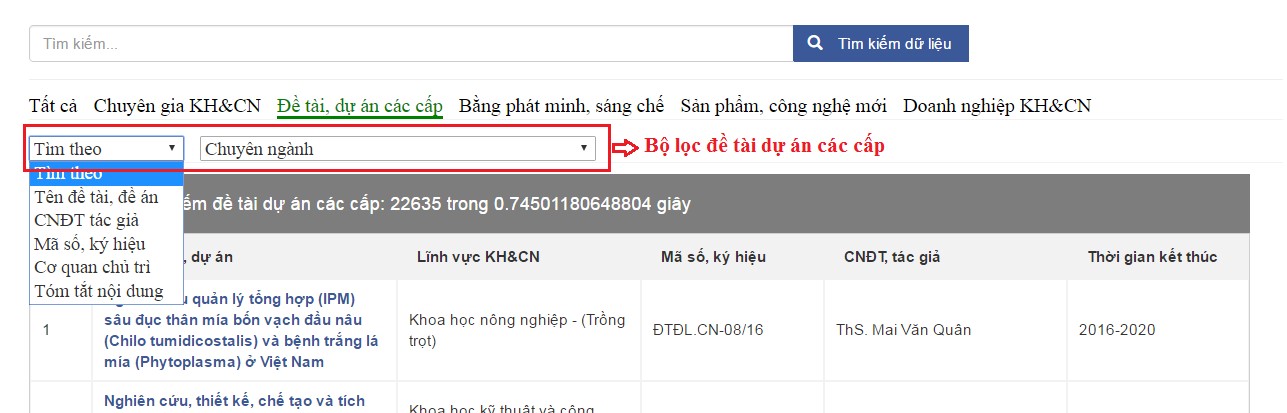 Tìm kiếm...
Tìm kiếm dữ liệu
Tất cả Chuyên gia KH&CN Đề tài, dự án các cấp Bằng phát minh, sáng chế Sản phẩm, công nghệ mới Doanh nghiệp KH&CN
Tìm theo
Chuyên ngành
Bộ lọc đề tài dự án các cấp
Tìm theo
Tên đề tài, đề án
CNĐT tác giả
Mã số, ký hiệu
Cơ quan chủ trì
Tóm tắt nội dung
đề tài dự án các cấp: 22635 trong 0.74501180648804 giây
dự án
Lĩnh vực KH&CN
Mã số, ký hiệu
CNĐT, tác giả
Thời gian kết thúc
1
quản lý tổng hợp (IPM)
sâu đục thân mía bốn vạch đầu nâu
(Chilo tumidicostalis) và bệnh trắng lá
mía (Phytoplasma) ở Việt Nam
Khoa học nông nghiệp - (Trồng
trọt)
ĐTĐL.CN-08/16
ThS. Mai Văn Quân
2016-2020
Nghiên cứu, thiết kế, chế tạo và tích
Khoa học kỹ thuật và công